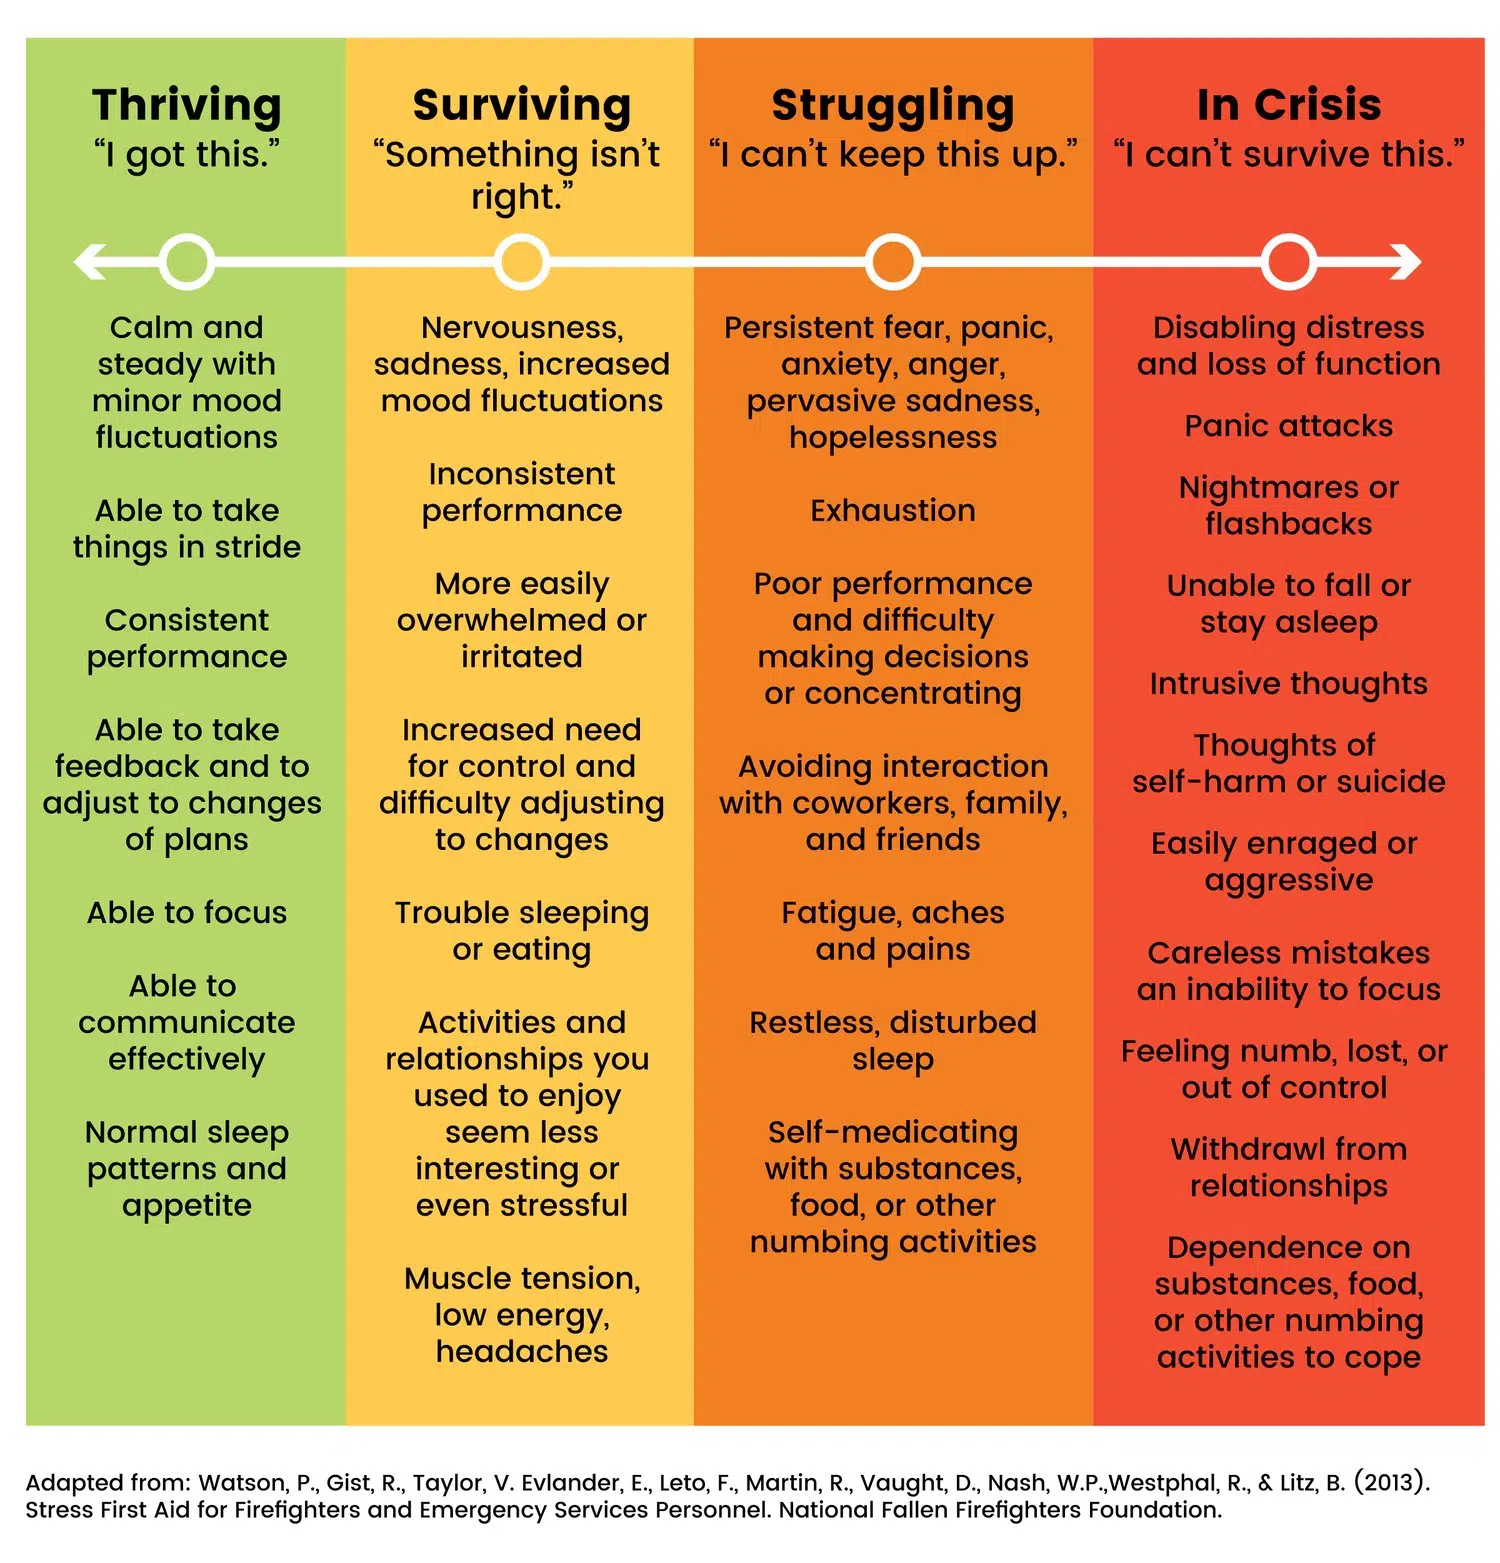 Thriving
“I got this.”
Calm and
steady with
minor mood
fluctuations
Able to take
things in stride
Consistent
performance
Able to take
feedback and to
adjust to changes
of plans
Able to focus
Able to
communicate
effectively
Normal sleep
patterns and
appetite
Surviving
“Something isn’t
right.”
Nervousness,
sadness, increased
mood fluctuations
Inconsistent
performance
More easily
overwhelmed or
irritated
Increased need
for control and
difficulty adjusting
to changes
Trouble sleeping
or eating
Activities and
relationships you
used to enjoy
seem less
interesting or
even stressful
Muscle tension,
low energy,
headaches
Struggling
“I can’t keep this up.”
Persistent fear, panic,
anxiety, anger,
pervasive sadness,
hopelessness
Exhaustion
Poor performance
and difficulty
making decisions
or concentrating
Avoiding interaction
with coworkers, family,
and friends
Fatigue, aches
and pains
Restless, disturbed
sleep
Self-medicating
with substances,
food, or other
numbing activities
In Crisis
“I can’t survive this.”
Disabling distress
and loss of function
Panic attacks
Nightmares or
flashbacks
Unable to fall or
stay asleep
Intrusive thoughts
Thoughts of
self-harm or suicide
Easily enraged or
aggressive
Careless mistakes
an inability to focus
Feeling numb, lost, or
out of control
Withdrawl from
relationships
Dependence on
substances, food,
or other numbing
activities to cope
Adapted from: Watson, P., Gist, R., Taylor, V. Evlander, E., Leto, F., Martin, R., Vaught, D., Nash, W.P.,Westphal, R., & Litz, B. (2013).
Stress First Aid for Firefighters and Emergency Services Personnel. National Fallen Firefighters Foundation.